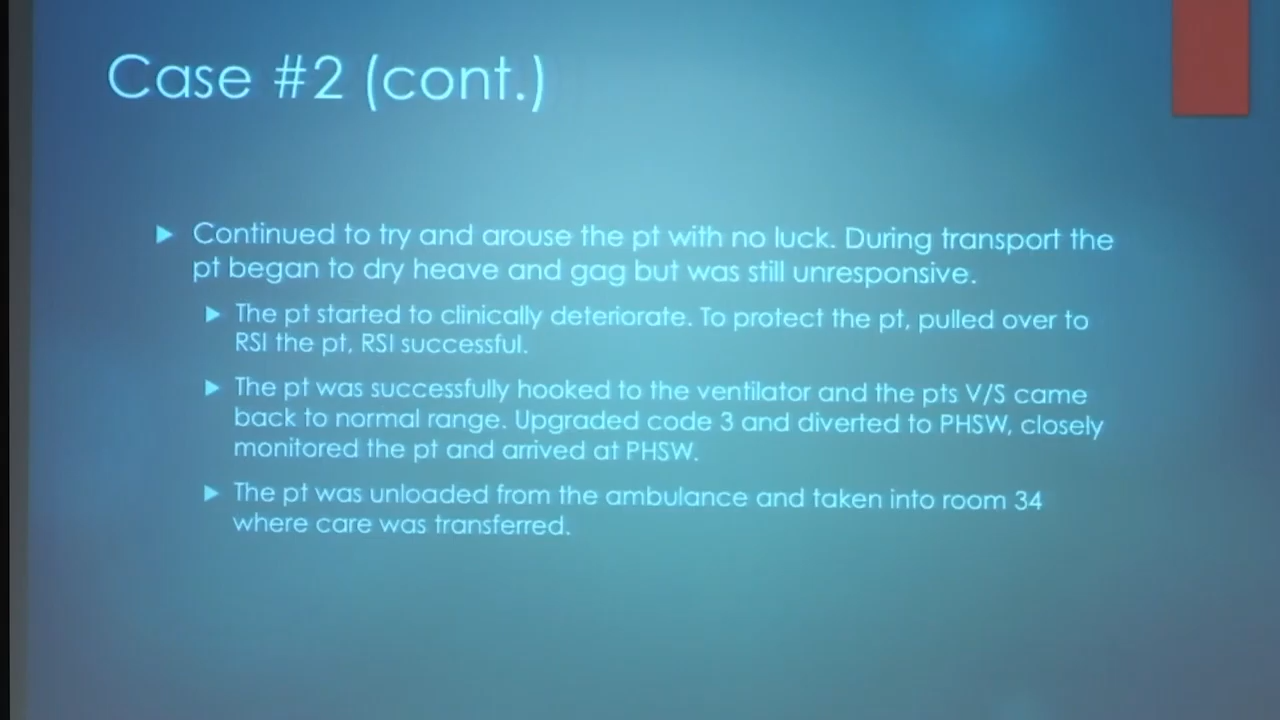 Case #2 (cont.)
Continued to try and arouse the pt with no luck. During transport the
pt began to dry heave and gag but was still unresponsive.
The pt started to clinically deteriorate. To protect the pt, pulled over to
RSI the pt, RSI successful.
The pt was successfully hooked to the ventilator and the pts V/S came
back to normal range. Upgraded code 3 and diverted to PHSW, closely
monitored the pt and arrived at PHSW.
The pt was unloaded from the ambulance and taken into room 34
where care was transferred.